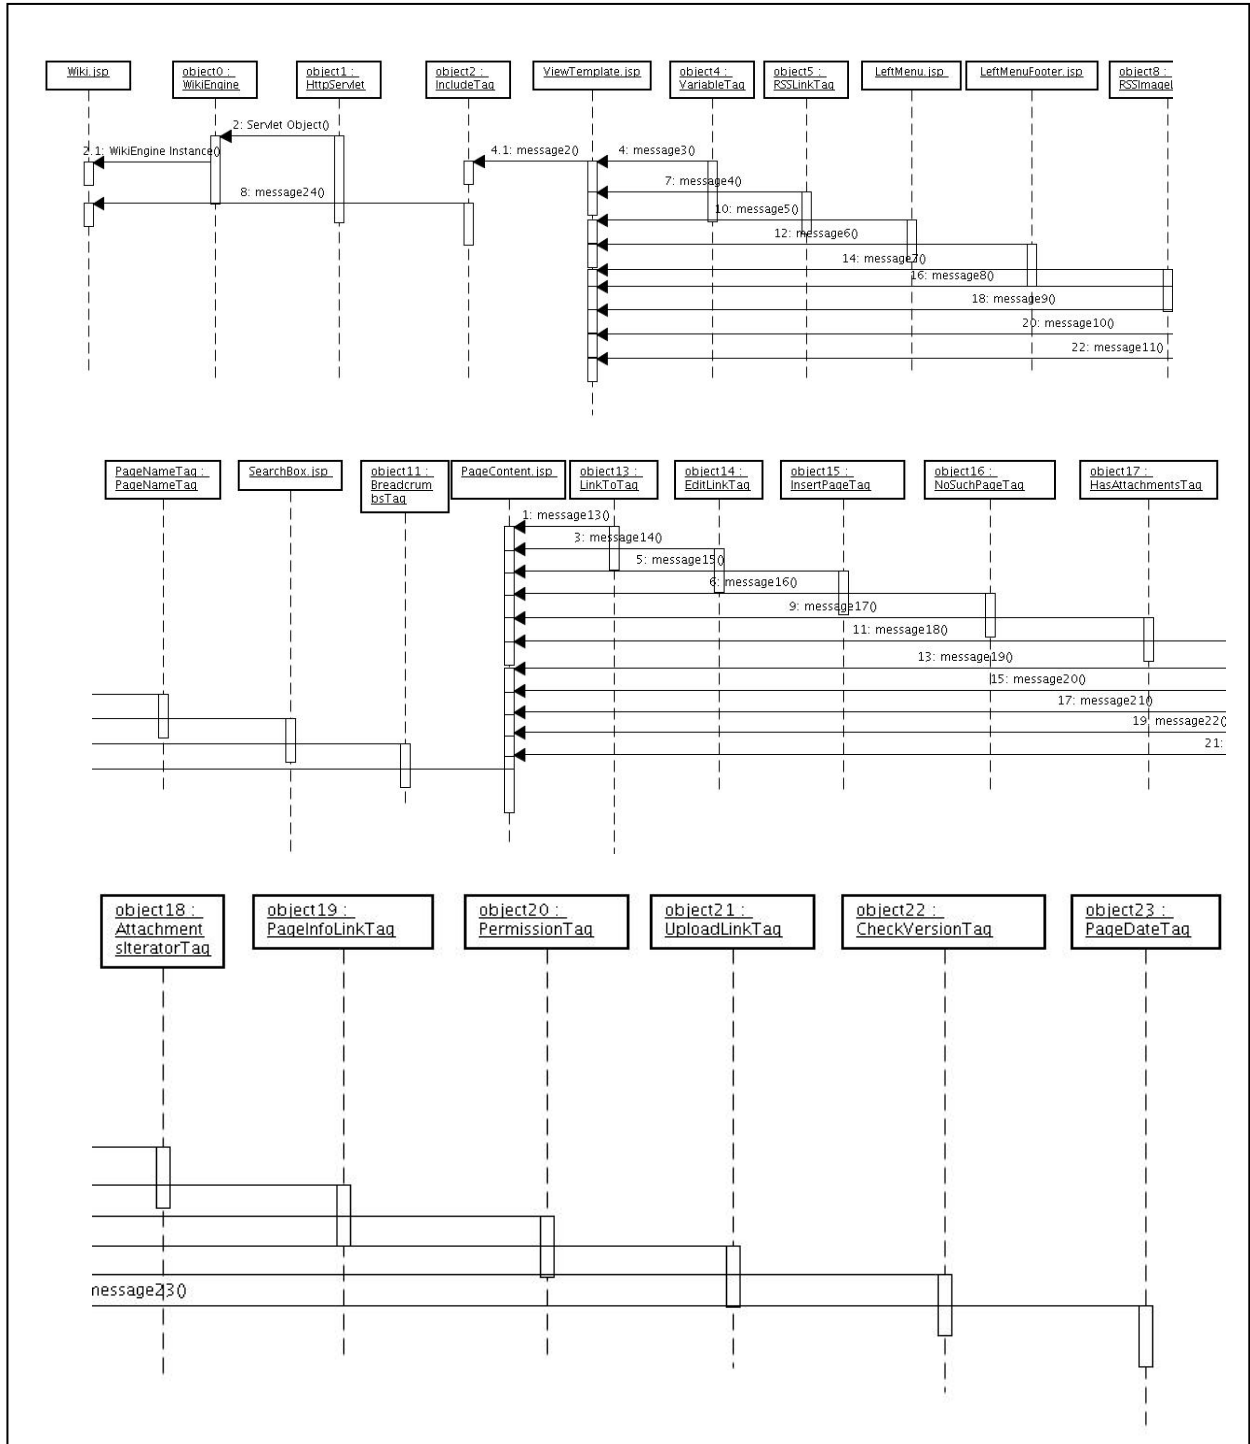 Wiki.jsp
object0 :
WikiEngine
object1 :
HttpServlet
object2 :
IncludeTag
ViewTemplate.jsp
object4 :
VariableTag
object5 :
RSSLinkTag
LeftMenu.jsp
LeftMenuFooter.jsp
object8 :
RSSImageL
2: Servlet Object()
2.1: WikiEngine Instance()
4.1: message2()
4: message3()
7: message4()
8: message24()
10: message5()
12: message6()
14: message7()
16: message8()
18: message9()
20: message10()
22: message11()
PageNameTag :
PageNameTag
SearchBox.jsp
object11 :
Breadcrum
bsTag
PageContent.jsp
object13 :
LinkToTag
object14 :
EditLinkTag
object15 :
InsertPageTag
object16 :
NoSuchPageTag
object17 :
HasAttachmentsTag
1: message13()
3: message14()
5: message15()
6: message16()
9: message17()
11: message18()
13: message19()
15: message20()
17: message21()
19: message22()
21:
object18 :
Attachment
sIteratorTag
object19 :
PageInfoLinkTag
object20 :
PermissionTag
object21 :
UploadLinkTag
object22 :
CheckVersionTag
object23 :
PageDateTag
message23()